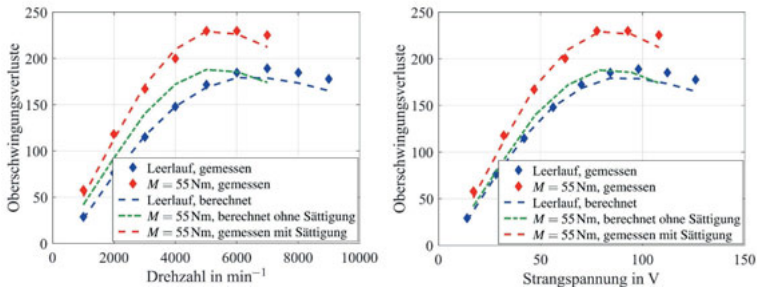 250
200
150
100
50
0
Oberschwingungsverluste
Leerlauf, gemessen
M = 55 Nm, gemessen
Leerlauf, berechnet
M = 55 Nm, berechnet ohne Sättigung
M = 55 Nm, gemessen mit Sättigung
0 2000 4000 6000 8000 10000
Drehzahl in min⁻¹
250
200
150
100
50
0
Oberschwingungsverluste
Leerlauf, gemessen
M = 55 Nm, gemessen
Leerlauf, berechnet
M = 55 Nm, berechnet ohne Sättigung
M = 55 Nm, gemessen mit Sättigung
0 50 100 150
Strangspannung in V